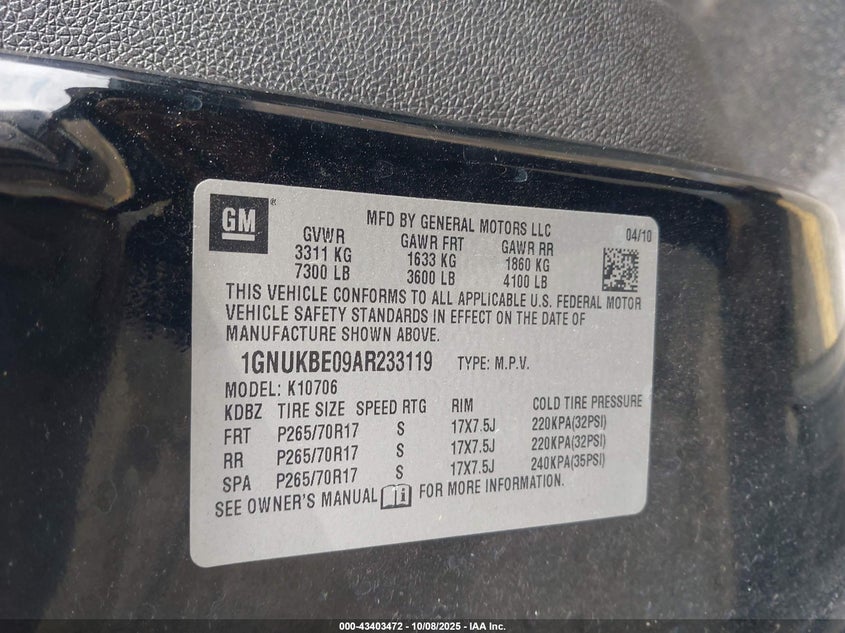 GM®
MFD BY GENERAL MOTORS LLC
04/10
GVWR GAWR FRT GAWR RR
3311 KG 1633 KG 1860 KG
7300 LB 3600 LB 4100 LB
THIS VEHICLE CONFORMS TO ALL APPLICABLE U.S. FEDERAL MOTOR
VEHICLE SAFETY STANDARDS IN EFFECT ON THE DATE OF
MANUFACTURE SHOWN ABOVE.
1GNUKBE09AR233119 TYPE: M.P.V.
MODEL: K10706
KDBZ TIRE SIZE SPEED RTG RIM COLD TIRE PRESSURE
FRT P265/70R17 S 17X7.5J 220KPA(32PSI)
RR P265/70R17 S 17X7.5J 220KPA(32PSI)
SPA P265/70R17 S 17X7.5J 240KPA(35PSI)
SEE OWNER'S MANUAL FOR MORE INFORMATION.
000-43403472 - 10/08/2025 - IAA Inc.